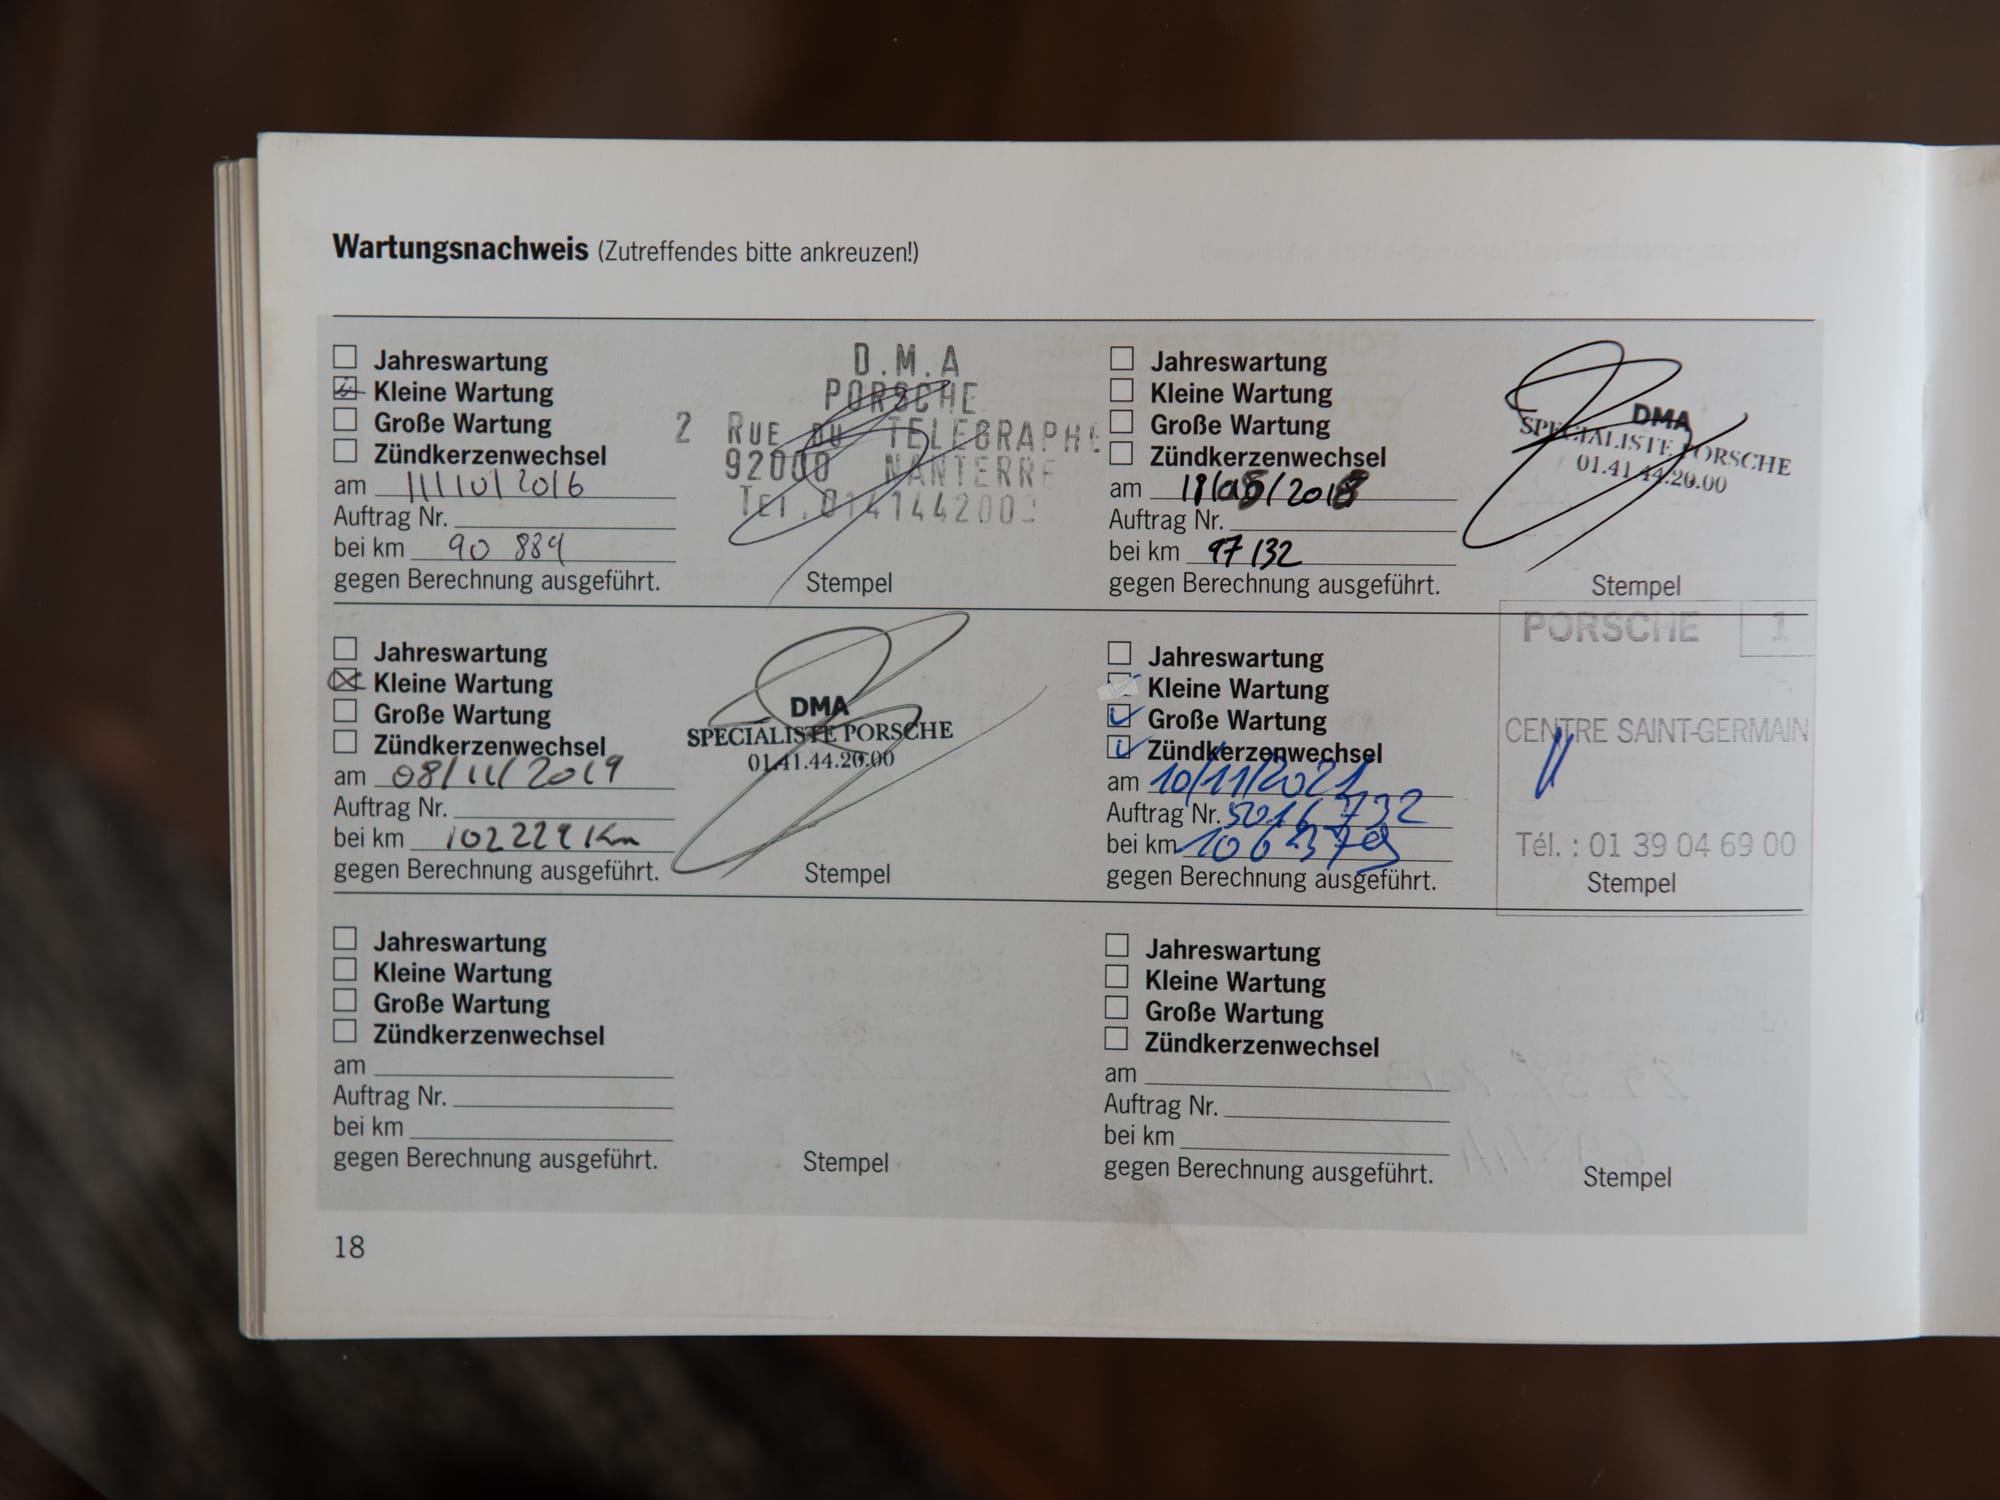 Wartungsnachweis (Zutreffendes bitte ankreuzen!)
Jahreswartung
Kleine Wartung
Große Wartung
Zündkerzenwechsel
am 11/10/2016
Auftrag Nr.
bei km 90 889
gegen Berechnung ausgeführt.
D.M.A
PORSCHE
2 RUE DU TELEGRAPHE
92000 NANTERRE
TEL.0141442000
Stempel
Jahreswartung
Kleine Wartung
Große Wartung
Zündkerzenwechsel
am 18/05/2018
Auftrag Nr.
bei km 97132
gegen Berechnung ausgeführt.
DMA
SPECIALISTE PORSCHE
01.41.44.20.00
Stempel
Jahreswartung
Kleine Wartung
Große Wartung
Zündkerzenwechsel
am 08/11/2019
Auftrag Nr.
bei km 102221 Km
gegen Berechnung ausgeführt.
DMA
SPECIALISTE PORSCHE
01.41.44.20.00
Stempel
Jahreswartung
Kleine Wartung
Große Wartung
Zündkerzenwechsel
am 10/11/2021
Auftrag Nr. 5016732
bei km
gegen Berechnung ausgeführt.
PORSCHE 1
CENTRE SAINT-GERMAIN
Tél. : 01 39 04 69 00
Stempel
Jahreswartung
Kleine Wartung
Große Wartung
Zündkerzenwechsel
am
Auftrag Nr.
bei km
gegen Berechnung ausgeführt.
Stempel
Jahreswartung
Kleine Wartung
Große Wartung
Zündkerzenwechsel
am
Auftrag Nr.
bei km
gegen Berechnung ausgeführt.
Stempel
18